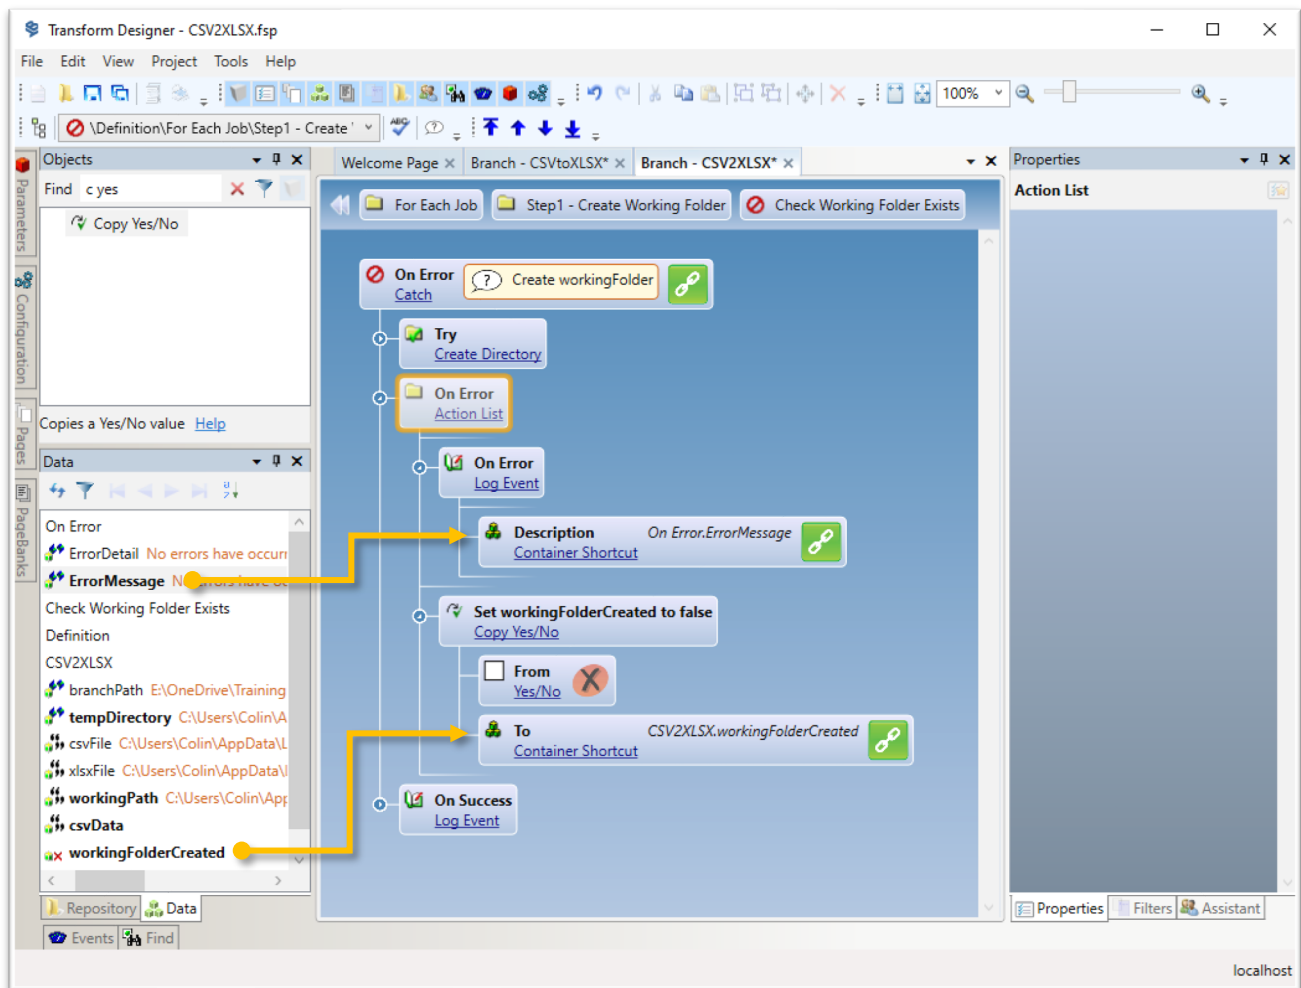 Transform Designer - CSV2XLSX.fsp
File Edit View Project Tools Help
100%
\Definition\For Each Job\Step1 - Create '
ABC
Objects
Find c yes
Copy Yes/No
Copies a Yes/No value Help
Parameters
Configuration
Pages
PageBanks
Data
On Error
ErrorDetail No errors have occurr
ErrorMessage
Check Working Folder Exists
Definition
CSV2XLSX
branchPath E:\OneDrive\Training
tempDirectory C:\Users\Colin\A
csvFile C:\Users\Colin\AppData\L
xlsxFile C:\Users\Colin\AppData\l
workingPath C:\Users\Colin\App
csvData
workingFolderCreated
Repository Data
Events Find
Welcome Page Branch - CSVtoXLSX* Branch - CSV2XLSX*
For Each Job Step1 - Create Working Folder Check Working Folder Exists
On Error
Catch
? Create workingFolder
Try
Create Directory
On Error
Action List
On Error
Log Event
Description On Error.ErrorMessage
Container Shortcut
Set workingFolderCreated to false
Copy Yes/No
From
Yes/No
X
To CSV2XLSX.workingFolderCreated
Container Shortcut
On Success
Log Event
Properties
Action List
Properties Filters Assistant
localhost